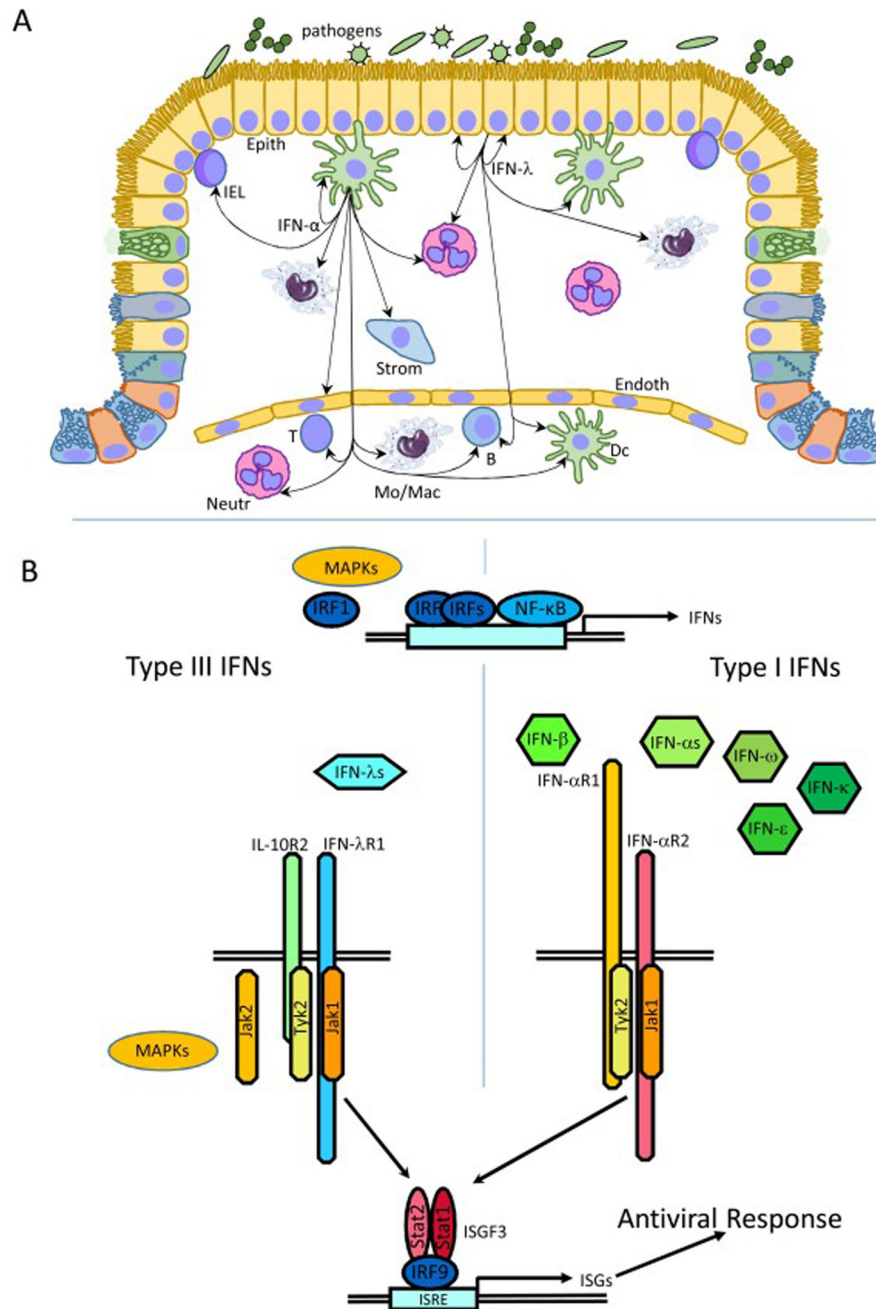 A
pathogens
Epith
IEL
IFN-α
IFN-λ
Strom
Endoth
T
B
Dc
Neutr
Mo/Mac
B
MAPKs
IRF1
IRF
IRFs
NF-κB
IFNs
Type III IFNs
Type I IFNs
IFN-β
IFN-αs
IFN-ω
IFN-λs
IFN-αR1
IFN-κ
IFN-ε
IL-10R2
IFN-λR1
IFN-αR2
Jak2
Tyk2
Jak1
Tyk2
Jak1
MAPKs
Stat2
Stat1
ISGF3
Antiviral Response
IRF9
ISGs
ISRE